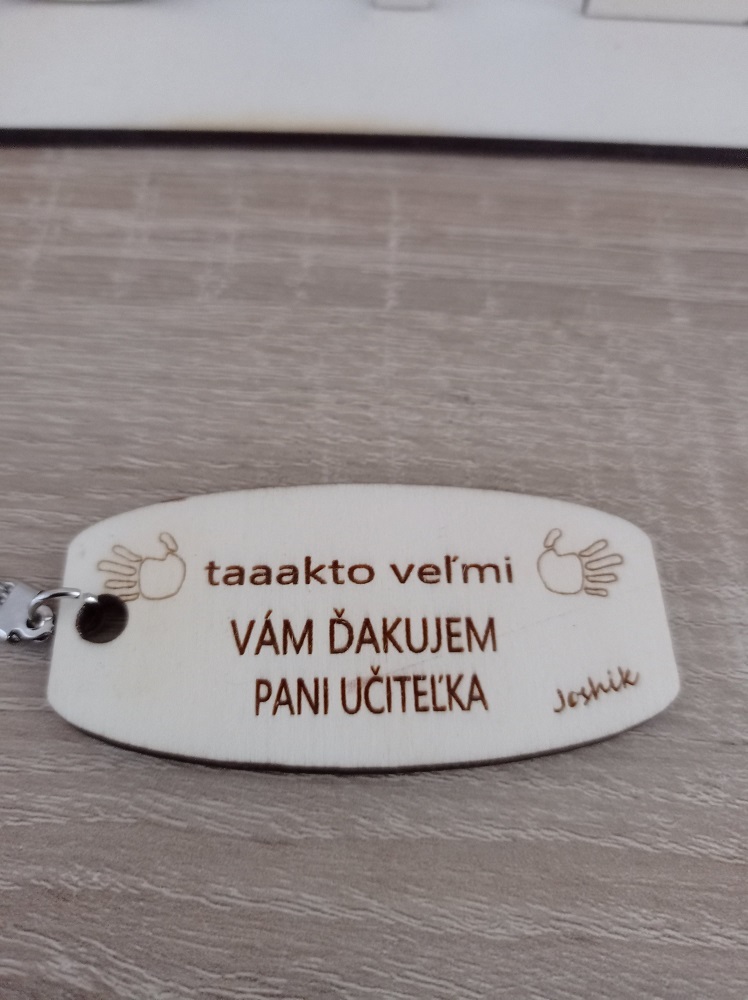 taaakto veľmi
VÁM ĎAKUJEM
PANI UČITEĽKA
Joshik